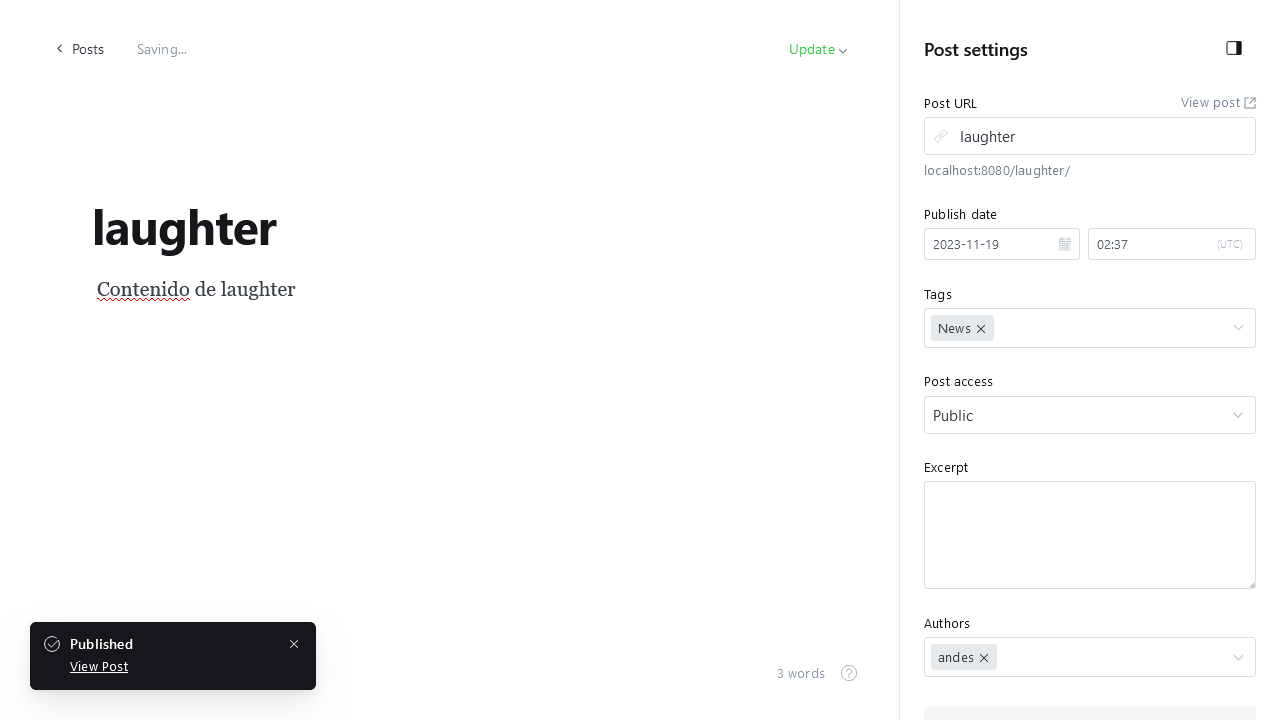 Posts
Saving...
Update
laughter
Contenido de laughter
Published
View Post
3 words
Post settings
Post URL
View post
laughter
localhost:8080/laughter/
Publish date
2023-11-19
02:37
(UTC)
Tags
News
Post access
Public
Excerpt
Authors
andes